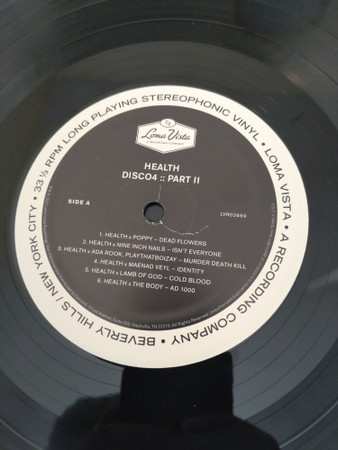 Loma Vista
HEALTH
DISCO4 :: PART II
SIDE A
1. HEALTH x POPPY – DEAD FLOWERS
2. HEALTH x NINE INCH NAILS – ISN'T EVERYONE
3. HEALTH x ADA ROOK, PLAYTHATBOIZAY – MURDER DEATH KILL
4. HEALTH x MAENAD VEYL – IDENTITY
5. HEALTH x LAMB OF GOD – COLD BLOOD
6. HEALTH x THE BODY – AD 1000
33 ⅓ RPM LONG PLAYING STEREOPHONIC VINYL • LOMA VISTA • A RECORDING COMPANY • BEVERLY HILLS / NEW YORK CITY •